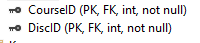 CourseID (PK, FK, int, not null)
DiscID (PK, FK, int, not null)